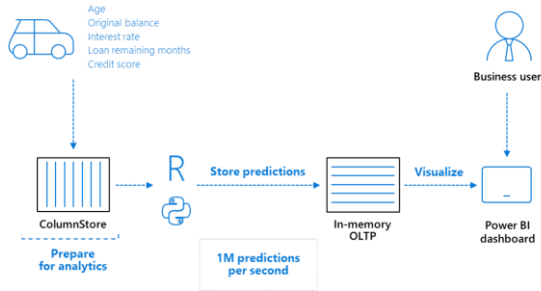 Age
Original balance
Interest rate
Loan remaining months
Credit score
Business user
R
Store predictions
Visualize
ColumnStore
In-memory
OLTP
Power BI
dashboard
Prepare
for analytics
1M predictions
per second